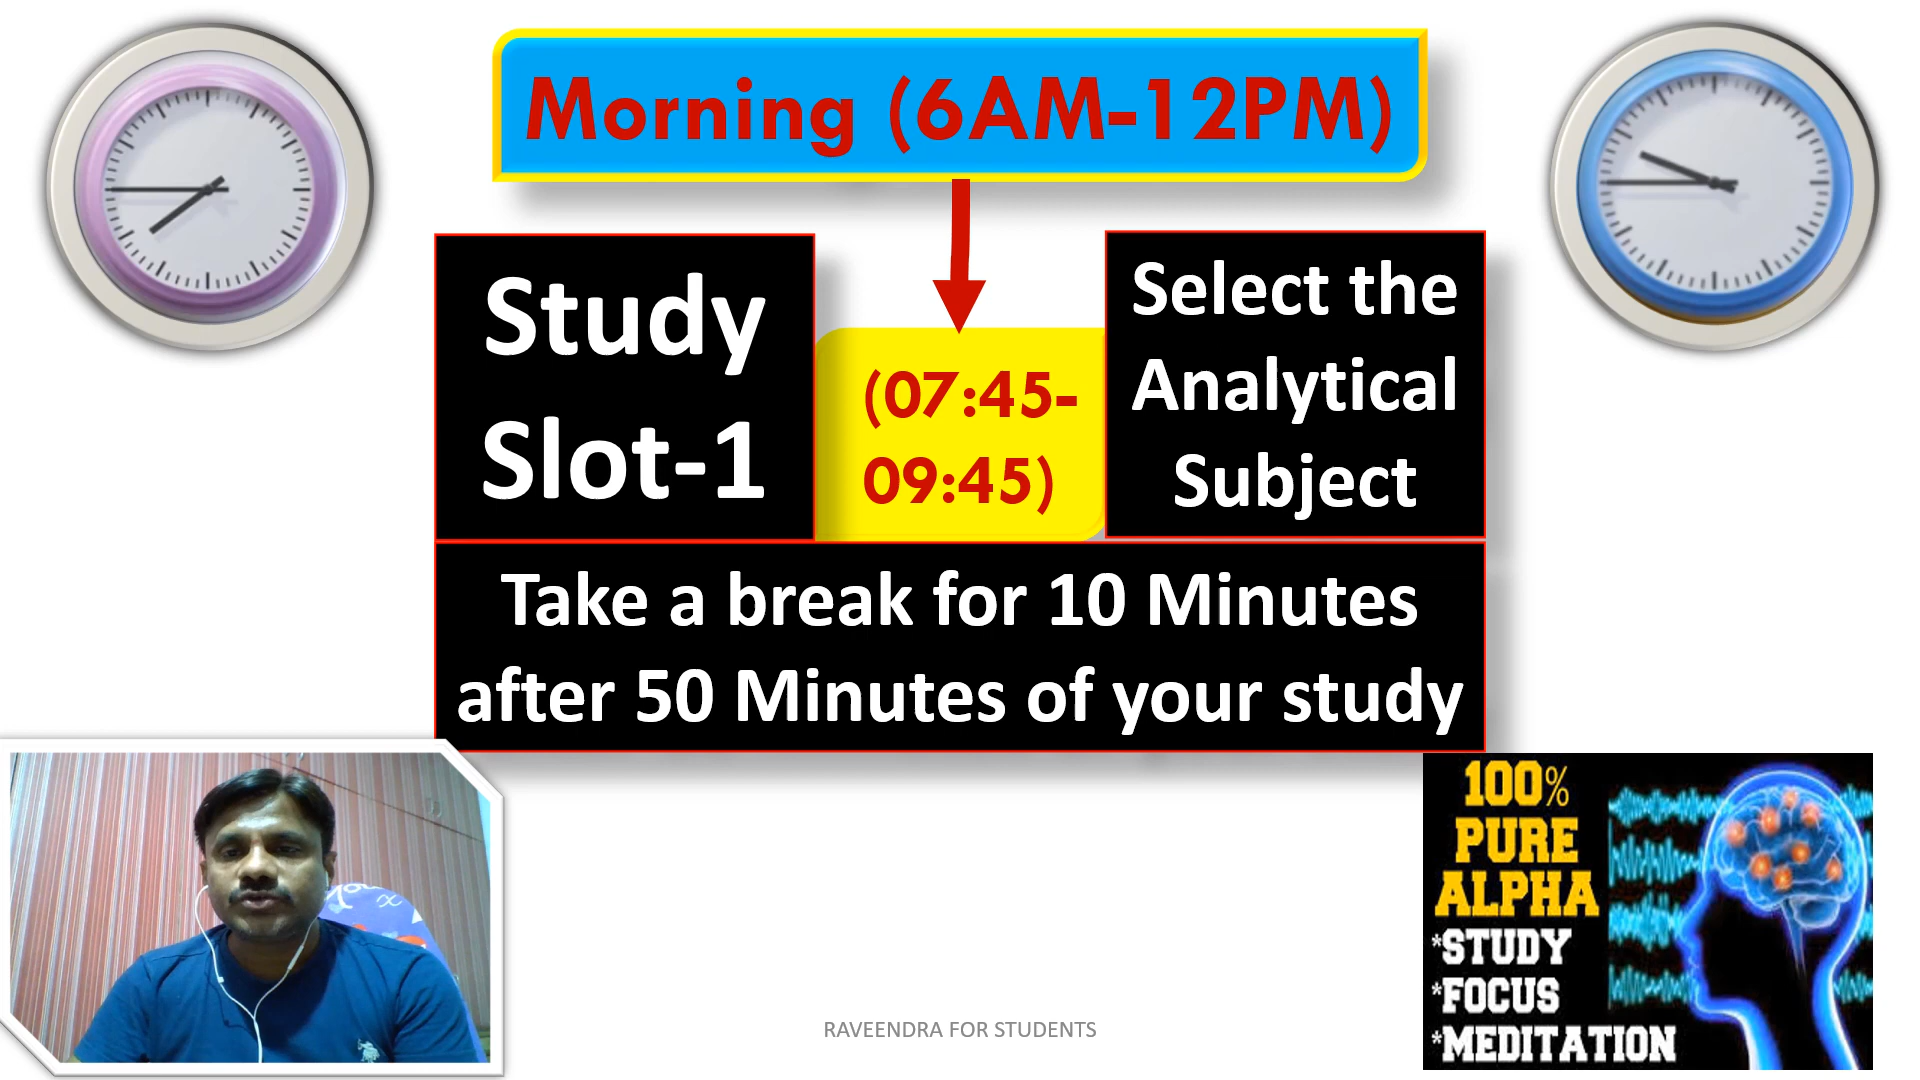 Morning (6AM-12PM)
Study
Slot-1
(07:45-
09:45)
Select the
Analytical
Subject
Take a break for 10 Minutes
after 50 Minutes of your study
100%
PURE
ALPHA
*STUDY
*FOCUS
*MEDITATION
RAVEENDRA FOR STUDENTS